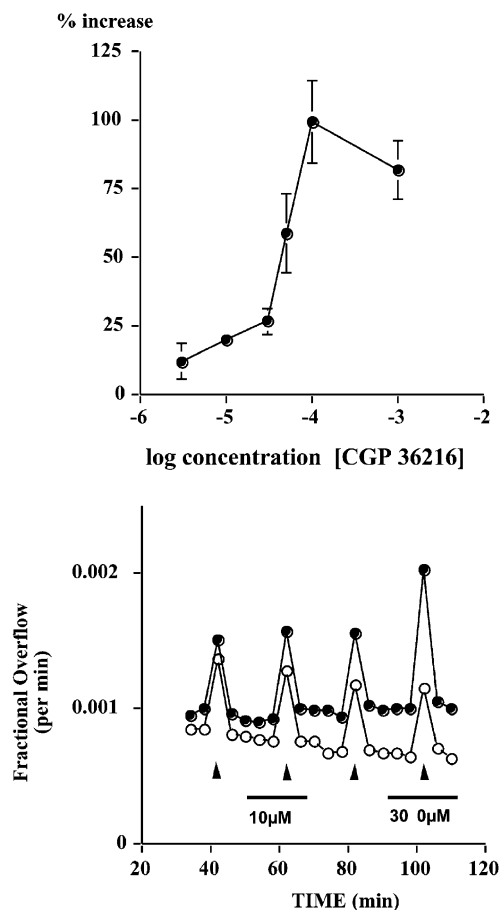 % increase
125
100
75
50
25
0
-6 -5 -4 -3 -2
log concentration [CGP 36216]
0.002
0.001
0
Fractional Overflow
(per min)
10µM 30 0µM
20 40 60 80 100 120
TIME (min)